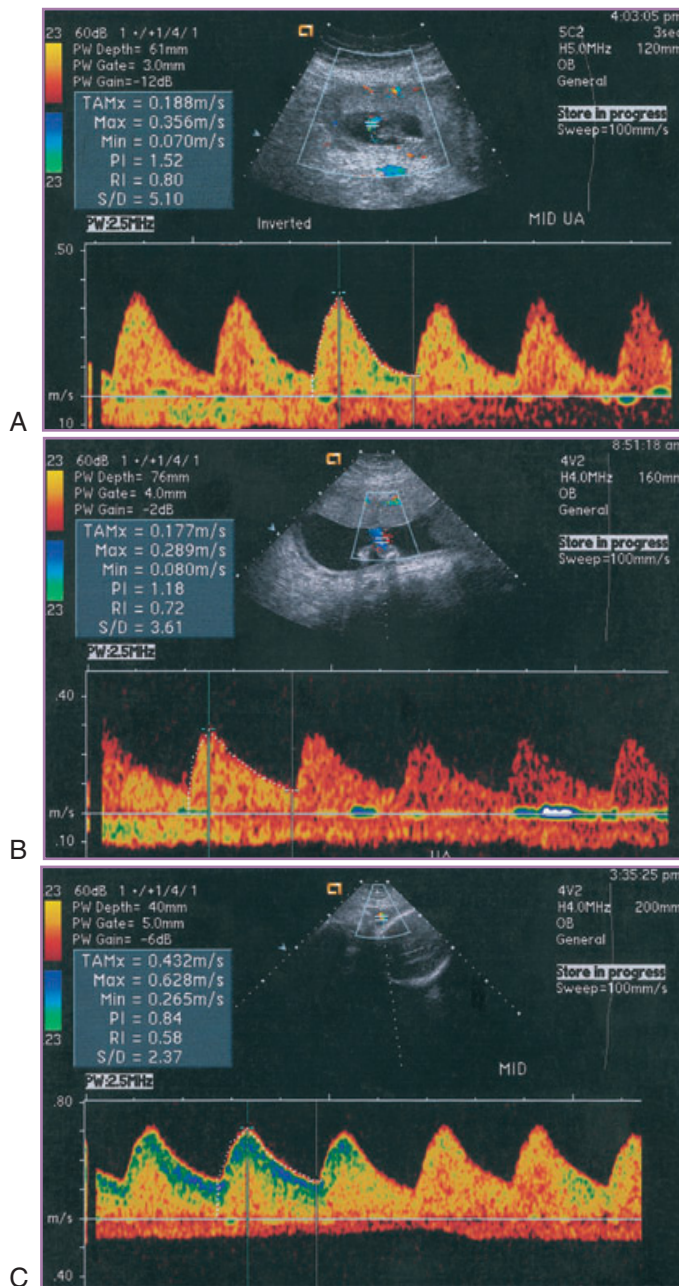 4:03:05 pm
23 60dB 1 •/+1/4/ 1 5C2 3sec
PW Depth= 61mm H5.0MHz 120mm
PW Gate= 3.0mm OB
PW Gain=-12dB General
TAMx = 0.188m/s
Max = 0.356m/s Store in progress
Min = 0.070m/s Sweep=100mm/s
PI = 1.52
RI = 0.80
23 S/D = 5.10
PW:2.5MHz Inverted MID UA
.50
m/s
.10
A
8:51:18 am
23 60dB 1 •/+1/4/ 1 4V2
PW Depth= 76mm H4.0MHz 160mm
PW Gate= 4.0mm OB
PW Gain= -2dB General
TAMx = 0.177m/s
Max = 0.289m/s Store in progress
Min = 0.080m/s Sweep=100mm/s
PI = 1.18
RI = 0.72
23 S/D = 3.61
PW:2.5MHz
.40
m/s
.10
UA
B
3:35:25 pm
23 60dB 1 •/+1/4/ 1 4V2
PW Depth= 40mm H4.0MHz 200mm
PW Gate= 5.0mm OB
PW Gain= -6dB General
TAMx = 0.432m/s
Max = 0.628m/s Store in progress
Min = 0.265m/s Sweep=100mm/s
PI = 0.84
RI = 0.58
23 S/D = 2.37
MID
PW:2.5MHz
.80
m/s
.40
C